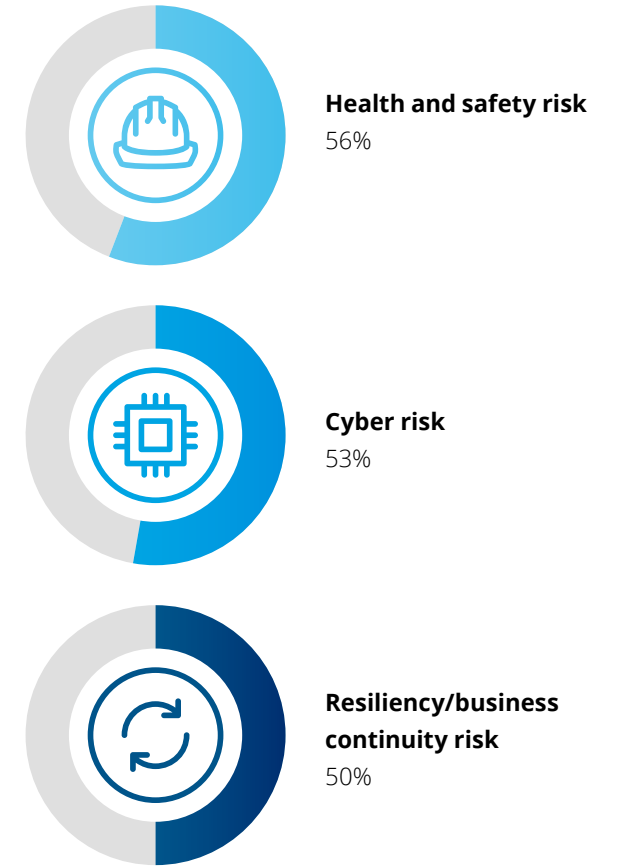 Health and safety risk
56%
Cyber risk
53%
Resiliency/business
continuity risk
50%